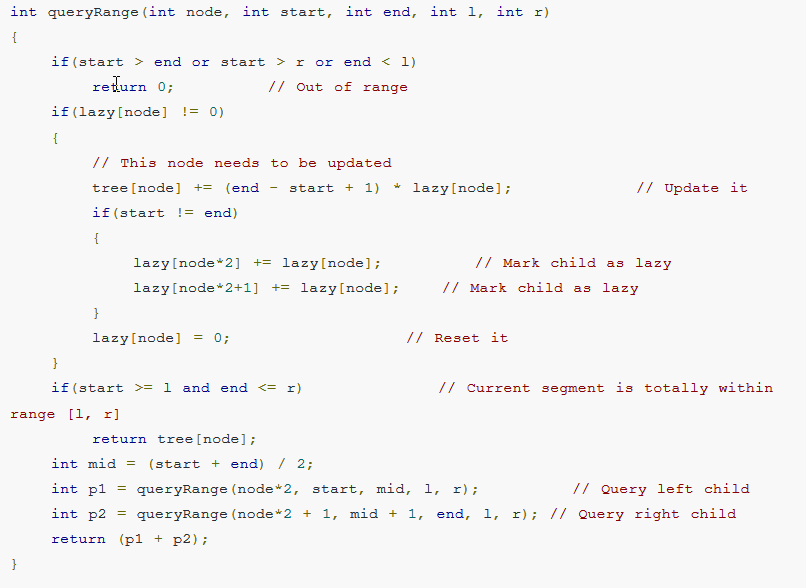 int queryRange(int node, int start, int end, int l, int r)
{
    if(start > end or start > r or end < l)
        return 0;         // Out of range
    if(lazy[node] != 0)
    {
        // This node needs to be updated
        tree[node] += (end - start + 1) * lazy[node];            // Update it
        if(start != end)
        {
            lazy[node*2] += lazy[node];         // Mark child as lazy
            lazy[node*2+1] += lazy[node];    // Mark child as lazy
        }
        lazy[node] = 0;                 // Reset it
    }
    if(start >= l and end <= r)             // Current segment is totally within
range [l, r]
        return tree[node];
    int mid = (start + end) / 2;
    int p1 = queryRange(node*2, start, mid, l, r);         // Query left child
    int p2 = queryRange(node*2 + 1, mid + 1, end, l, r); // Query right child
    return (p1 + p2);
}